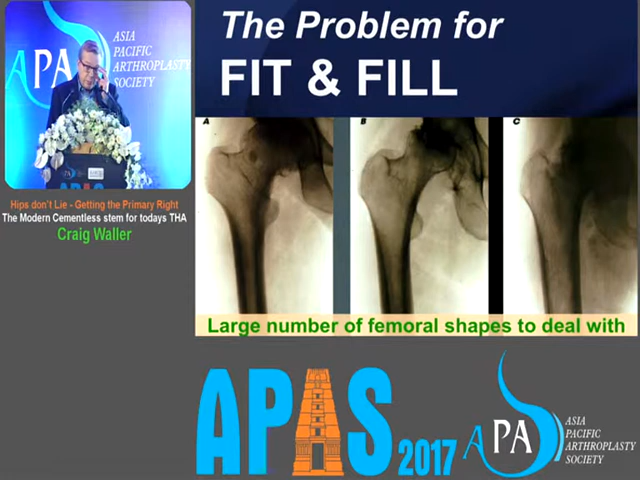 ASIA
PACIFIC
ARTHROPLASTY
SOCIETY
APA
The Problem for
FIT & FILL
A
B
C
Large number of femoral shapes to deal with
Hips don't Lie - Getting the Primary Right
The Modern Cementless stem for todays THA
Craig Waller
APAS 2017
APA
ASIA
PACIFIC
ARTHROPLASTY
SOCIETY